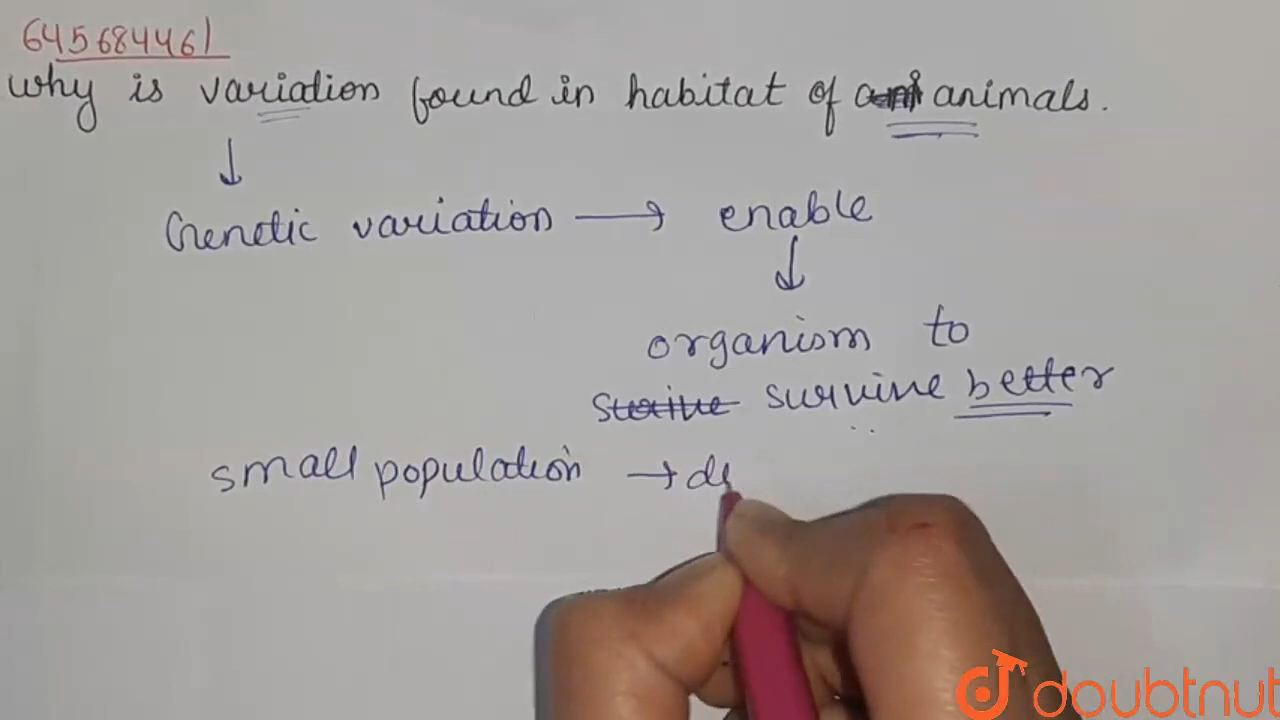 645684461
why is variation found in habitat of animals.
↓
Genetic variation → enable
↓
organism to
survive better
small population → de
doubtnut